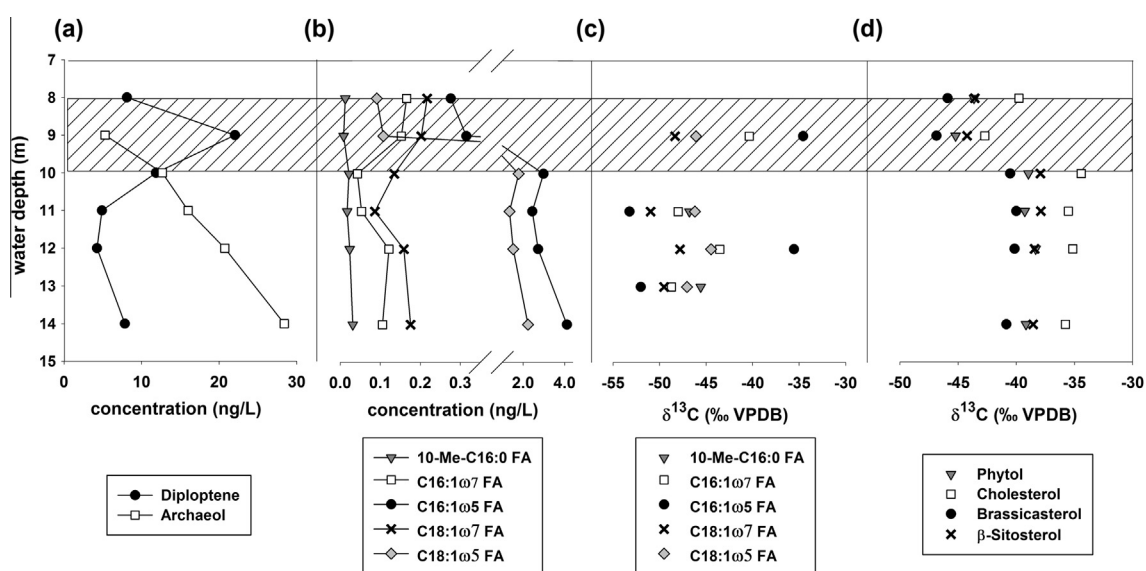 (a) (b) (c) (d)
7
8
9
10
11
12
13
14
15
water depth (m)
0 10 20 30
0.0 0.1 0.2 0.3 2.0 4.0
-55 -50 -45 -40 -35 -30
-50 -45 -40 -35 -30
concentration (ng/L)
concentration (ng/L)
δ13C (‰ VPDB)
δ13C (‰ VPDB)
Diploptene
Archaeol
10-Me-C16:0 FA
C16:1ω7 FA
C16:1ω5 FA
C18:1ω7 FA
C18:1ω5 FA
10-Me-C16:0 FA
C16:1ω7 FA
C16:1ω5 FA
C18:1ω7 FA
C18:1ω5 FA
Phytol
Cholesterol
Brassicasterol
β-Sitosterol